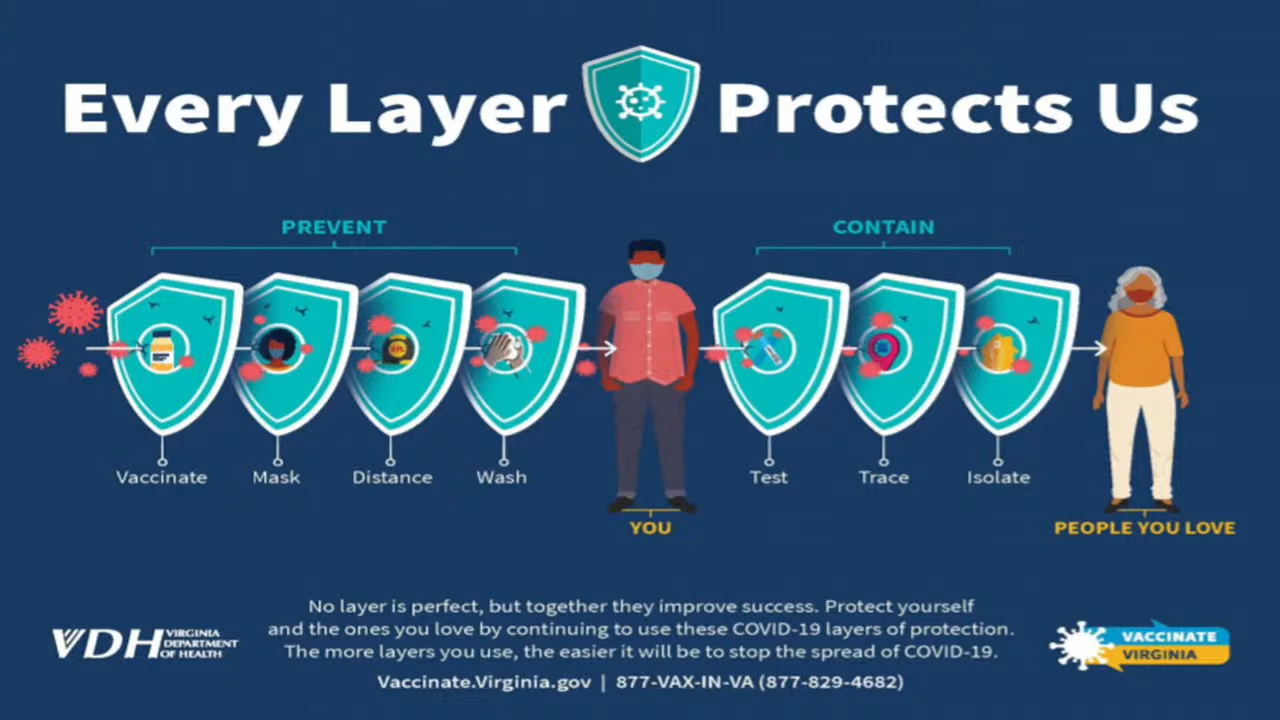 Every Layer Protects Us
PREVENT
CONTAIN
Vaccinate
Mask
Distance
Wash
Test
Trace
Isolate
YOU
PEOPLE YOU LOVE
No layer is perfect, but together they improve success. Protect yourself
and the ones you love by continuing to use these COVID-19 layers of protection.
The more layers you use, the easier it will be to stop the spread of COVID-19.
Vaccinate.Virginia.gov | 877-VAX-IN-VA (877-829-4682)
VDH VIRGINIA
DEPARTMENT
OF HEALTH
VACCINATE
VIRGINIA